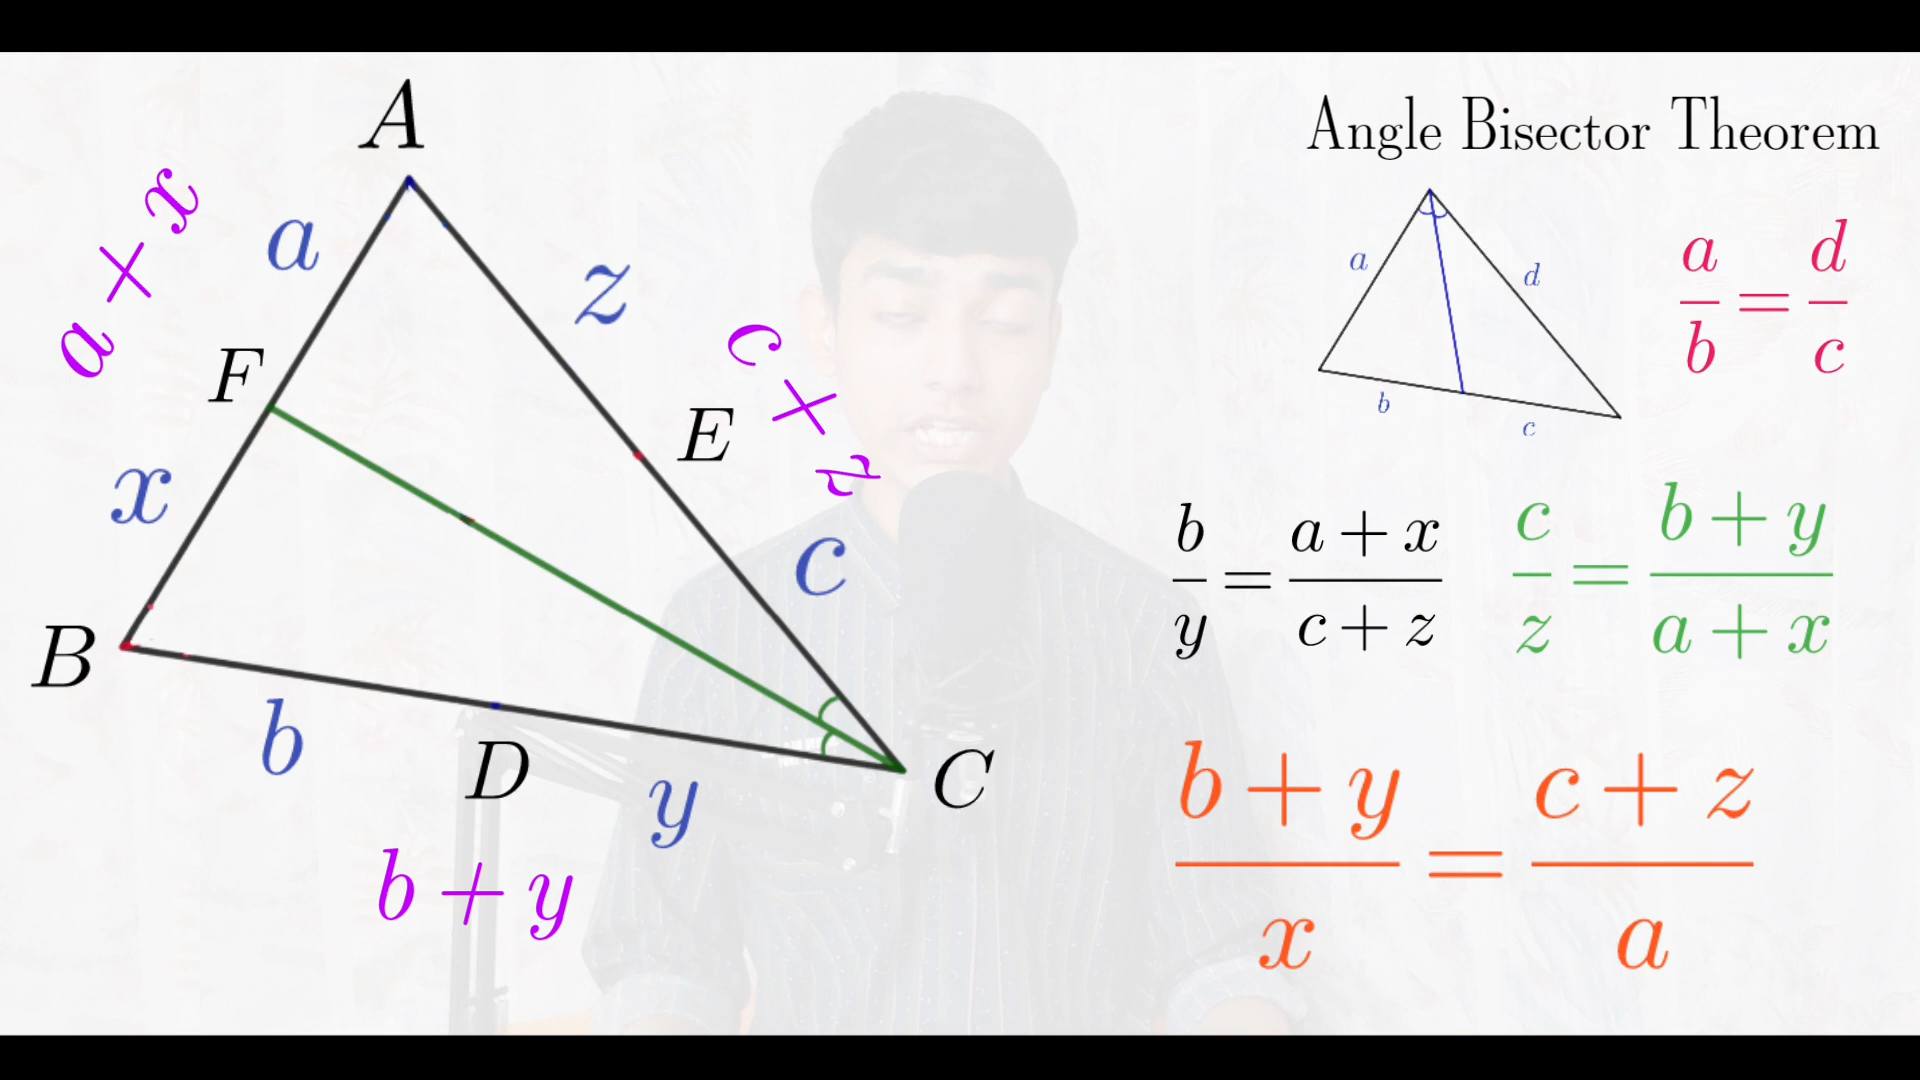 A
a + x
a
z
F
c + z
E
x
c
B
b
D
y
C
b + y
Angle Bisector Theorem
a
d
b
c
a/b = d/c
b/y = (a + x)/(c + z)
c/z = (b + y)/(a + x)
(b + y)/x = (c + z)/a